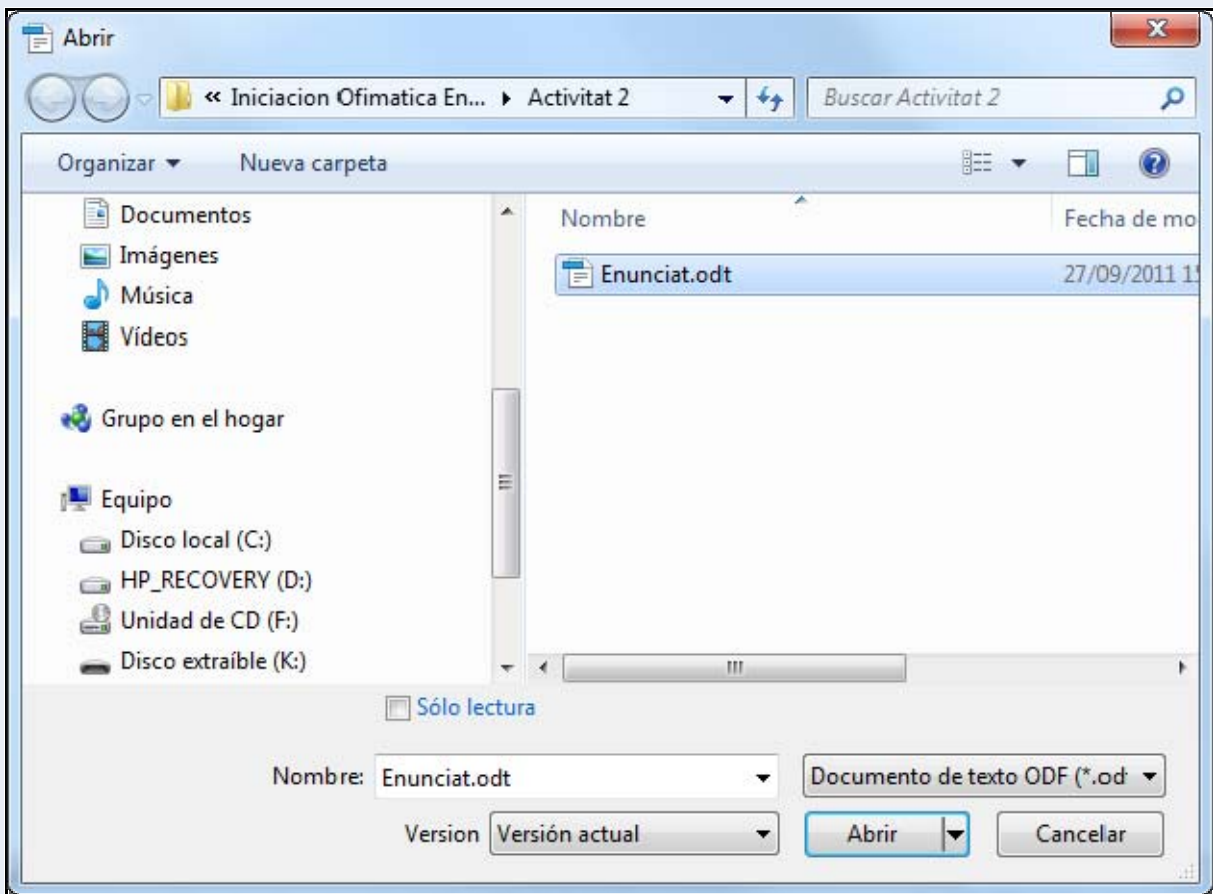 Abrir
« Iniciacion Ofimatica En... Activitat 2
Buscar Activitat 2
Organizar
Nueva carpeta
Documentos
Imágenes
Música
Vídeos
Grupo en el hogar
Equipo
Disco local (C:)
HP_RECOVERY (D:)
Unidad de CD (F:)
Disco extraíble (K:)
Nombre
Fecha de mo
Enunciat.odt
27/09/2011 1
Sólo lectura
Nombre: Enunciat.odt
Documento de texto ODF (*.od
Version Versión actual
Abrir
Cancelar